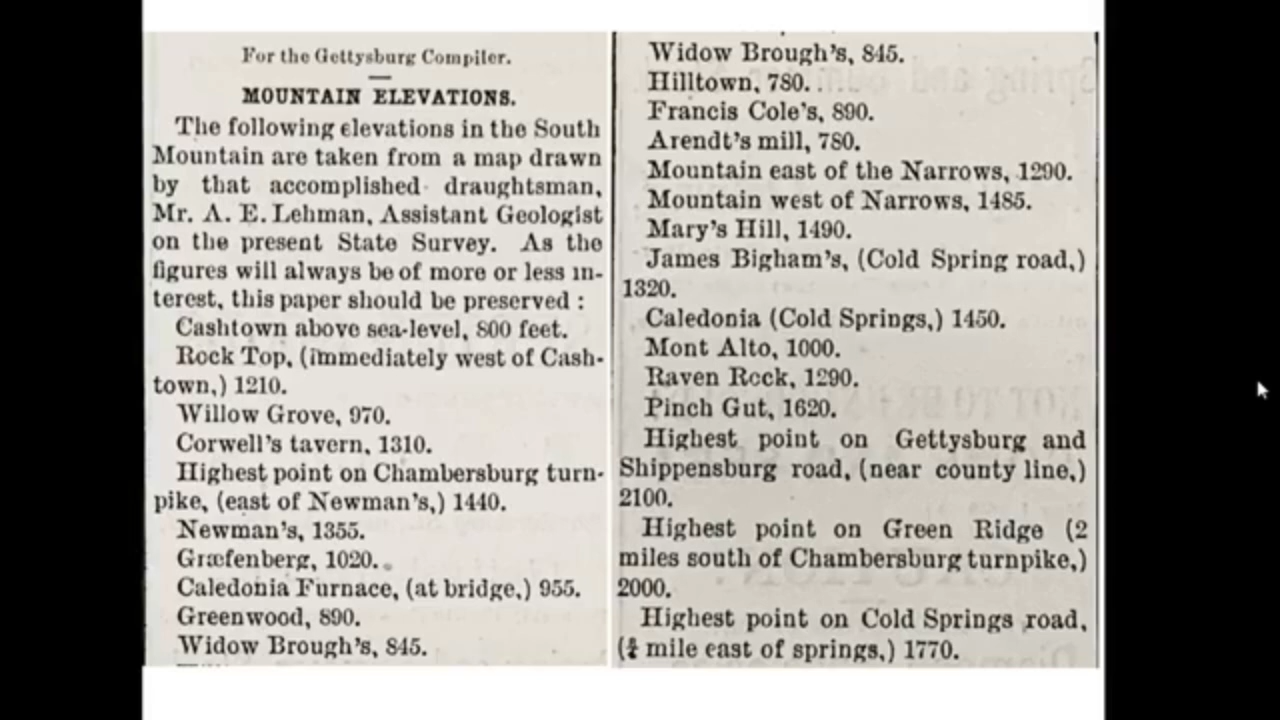 For the Gettysburg Compiler.
MOUNTAIN ELEVATIONS.
The following elevations in the South
Mountain are taken from a map drawn
by that accomplished draughtsman,
Mr. A. E. Lehman, Assistant Geologist
on the present State Survey. As the
figures will always be of more or less in-
terest, this paper should be preserved :
Cashtown above sea-level, 800 feet.
Rock Top, (immediately west of Cash-
town,) 1210.
Willow Grove, 970.
Corwell's tavern, 1310.
Highest point on Chambersburg turn-
pike, (east of Newman's,) 1440.
Newman's, 1355.
Græfenberg, 1020.
Caledonia Furnace, (at bridge,) 955.
Greenwood, 890.
Widow Brough's, 845.
Widow Brough's, 845.
Hilltown, 780.
Francis Cole's, 890.
Arendt's mill, 780.
Mountain east of the Narrows, 1290.
Mountain west of Narrows, 1485.
Mary's Hill, 1490.
James Bigham's, (Cold Spring road,)
1320.
Caledonia (Cold Springs,) 1450.
Mont Alto, 1000.
Raven Rock, 1290.
Pinch Gut, 1620.
Highest point on Gettysburg and
Shippensburg road, (near county line,)
2100.
Highest point on Green Ridge (2
miles south of Chambersburg turnpike,)
2000.
Highest point on Cold Springs road,
(¾ mile east of springs,) 1770.